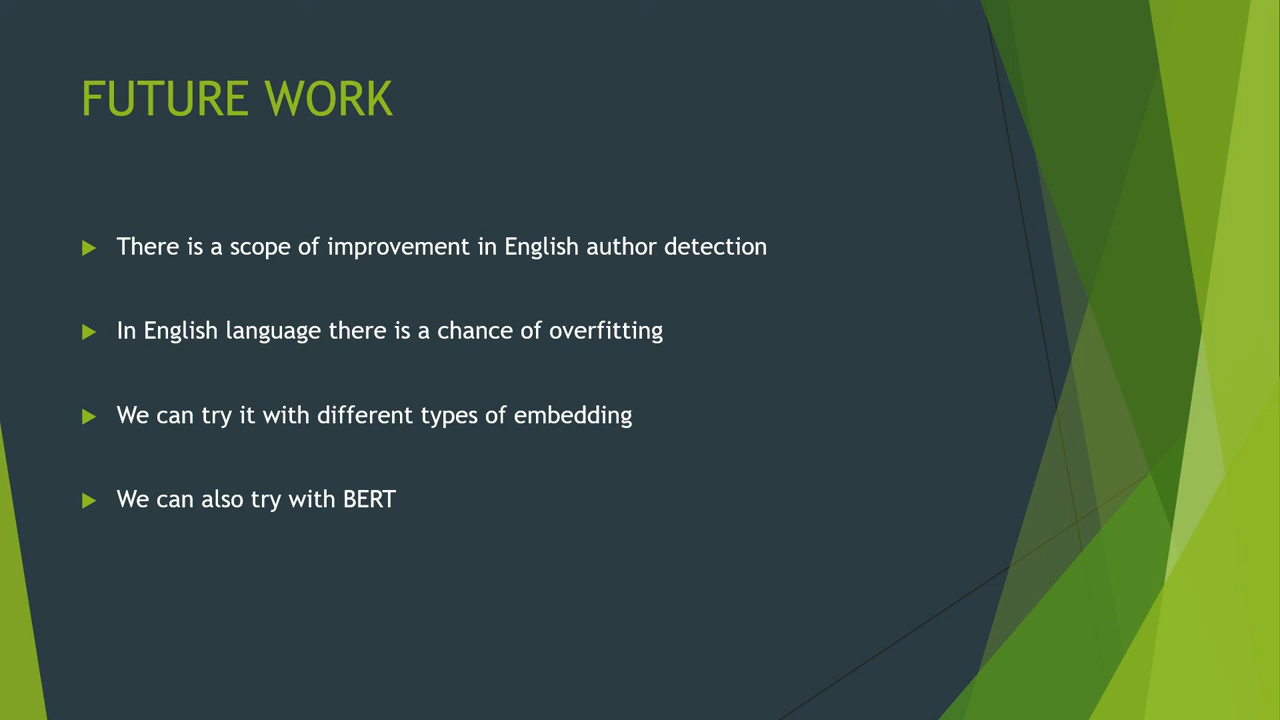 FUTURE WORK
There is a scope of improvement in English author detection
In English language there is a chance of overfitting
We can try it with different types of embedding
We can also try with BERT